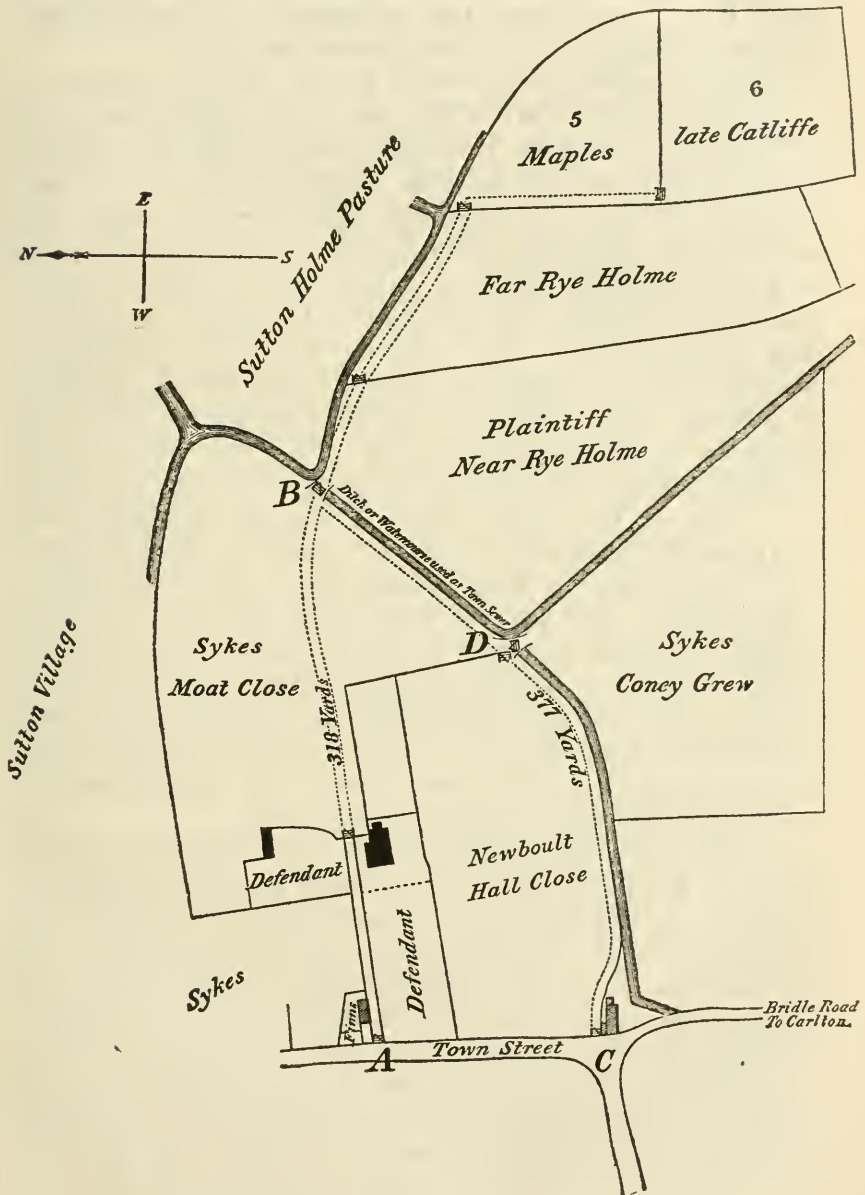 6
late Catliffe
5
Maples
E
N
S
W
Sutton Holme Pasture
Far Rye Holme
Plaintiff
Near Rye Holme
B
Ditch or Watercourse used as Town Sewer
D
Sykes
Moat Close
Sykes
Coney Grew
Sutton Village
318 Yards
377 Yards
Newboult
Hall Close
Defendant
Defendant
Sykes
Finns
A
Town Street
C
Bridle Road
To Carlton.